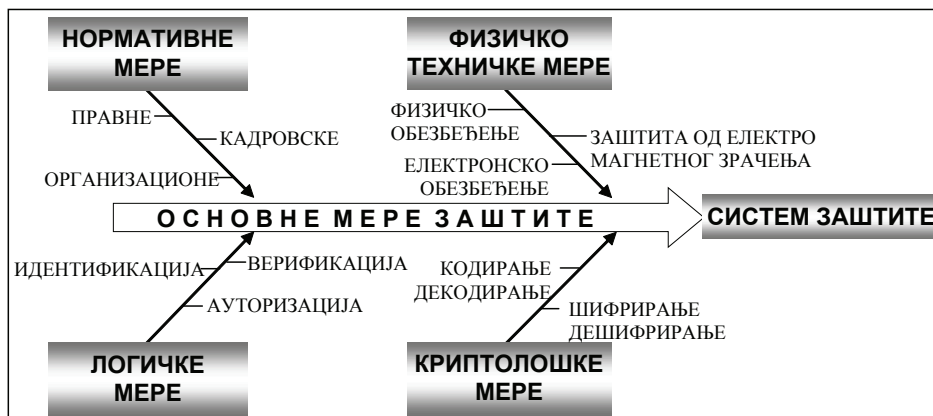 НОРМАТИВНЕ
МЕРЕ
ФИЗИЧКО
ТЕХНИЧКЕ МЕРЕ
ПРАВНЕ
КАДРОВСКЕ
ОРГАНИЗАЦИОНЕ
ФИЗИЧКО
ОБЕЗБЕЂЕЊЕ
ЗАШТИТА ОД ЕЛЕКТРО
МАГНЕТНОГ ЗРАЧЕЊА
ЕЛЕКТРОНСКО
ОБЕЗБЕЂЕЊЕ
ОСНОВНЕ МЕРЕ ЗАШТИТЕ
СИСТЕМ ЗАШТИТЕ
ИДЕНТИФИКАЦИЈА
ВЕРИФИКАЦИЈА
АУТОРИЗАЦИЈА
КОДИРАЊЕ
ДЕКОДИРАЊЕ
ШИФРИРАЊЕ
ДЕШИФРИРАЊЕ
ЛОГИЧКЕ
МЕРЕ
КРИПТОЛОШКЕ
МЕРЕ